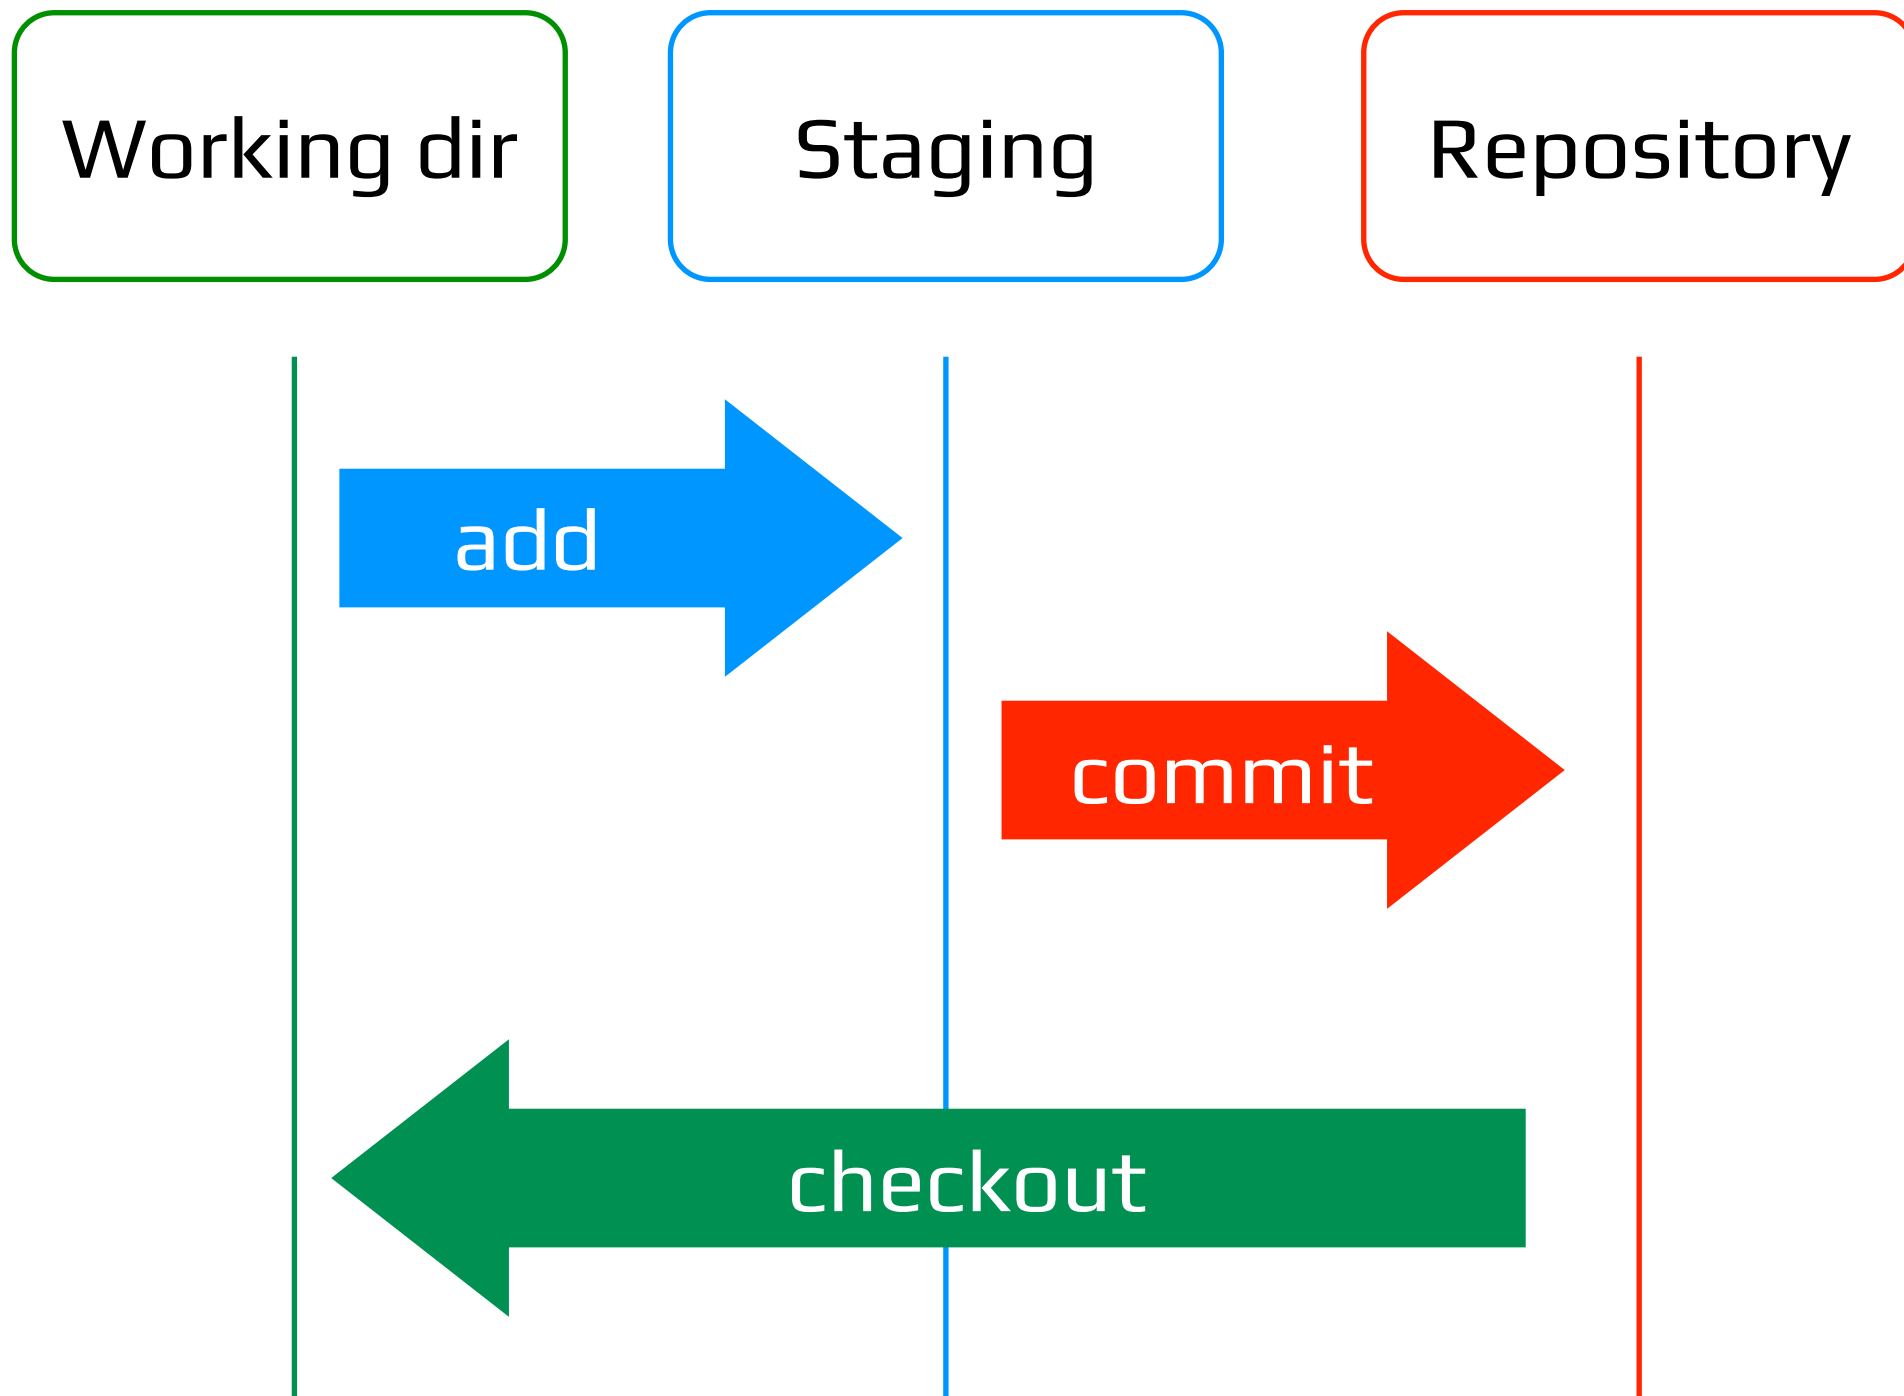 Working dir
Staging
Repository
add
commit
checkout